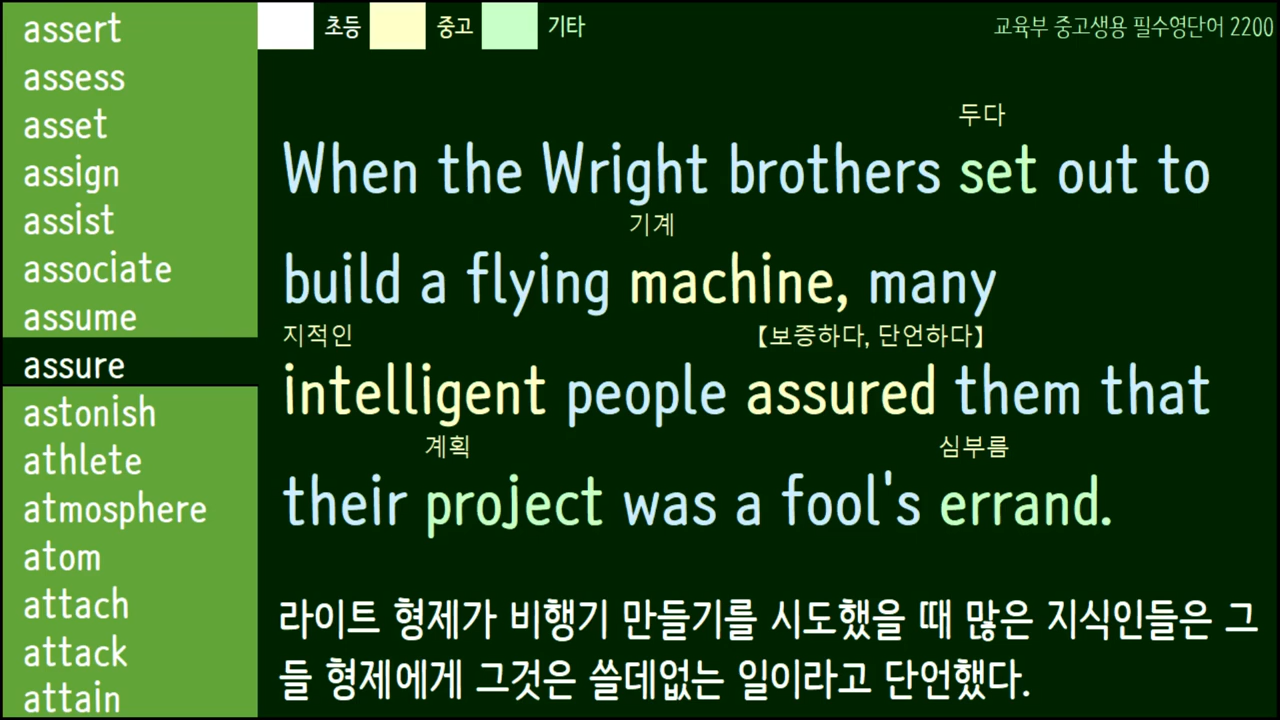 assert
assess
asset
assign
assist
associate
assume
assure
astonish
athlete
atmosphere
atom
attach
attack
attain
초등 중고 기타
교육부 중고생용 필수영단어 2200
두다
When the Wright brothers set out to
기계
build a flying machine, many
지적인 【보증하다, 단언하다】
intelligent people assured them that
계획 심부름
their project was a fool's errand.
라이트 형제가 비행기 만들기를 시도했을 때 많은 지식인들은 그
들 형제에게 그것은 쓸데없는 일이라고 단언했다.